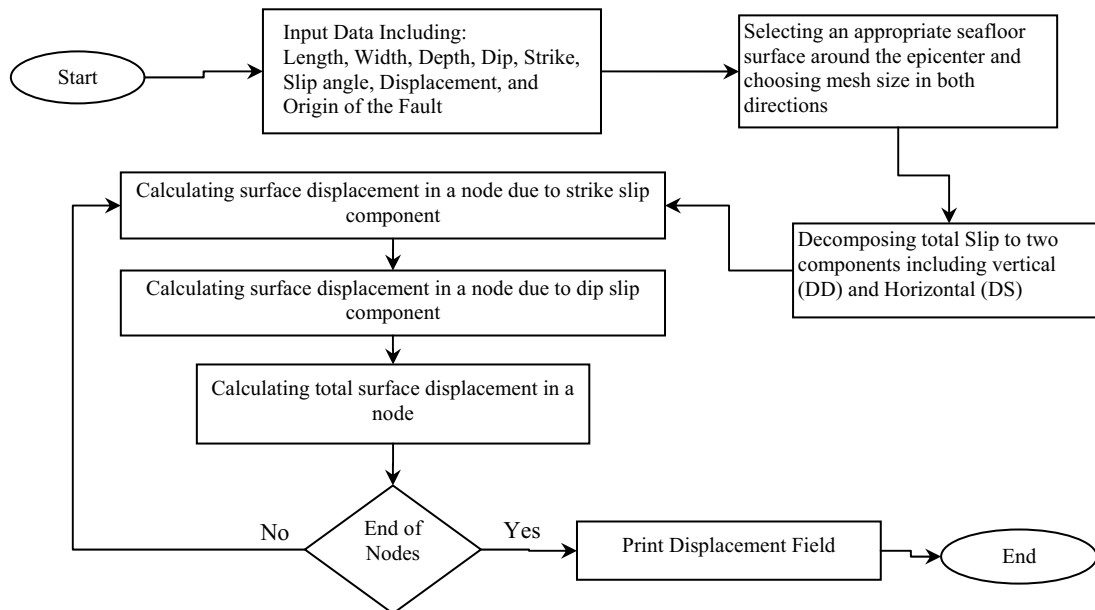 Start
Input Data Including:
Length, Width, Depth, Dip, Strike,
Slip angle, Displacement, and
Origin of the Fault
Selecting an appropriate seafloor
surface around the epicenter and
choosing mesh size in both
directions
Decomposing total Slip to two
components including vertical
(DD) and Horizontal (DS)
Calculating surface displacement in a node due to strike slip
component
Calculating surface displacement in a node due to dip slip
component
Calculating total surface displacement in a
node
End of
Nodes
No
Yes
Print Displacement Field
End